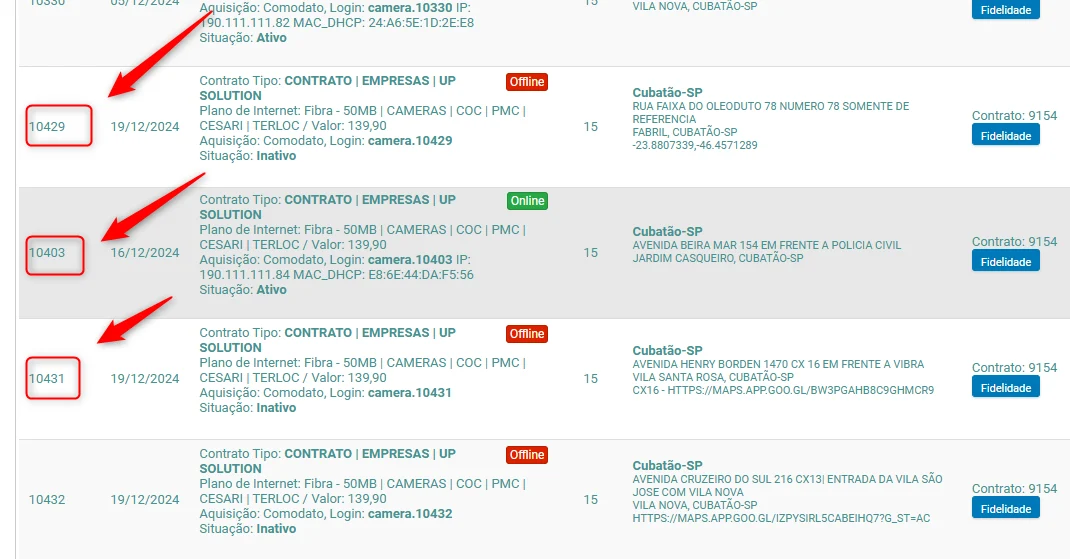 10330
05/12/2024
Aquisição: Comodato, Login: camera.10330 IP:
190.111.111.82 MAC_DHCP: 24:A6:5E:1D:2E:E8
Situação: Ativo
15
VILA NOVA, CUBATÃO-SP
Fidelidade
10429
19/12/2024
Contrato Tipo: CONTRATO | EMPRESAS | UP
SOLUTION
Plano de Internet: Fibra - 50MB | CAMERAS | COC | PMC |
CESARI | TERLOC / Valor: 139,90
Aquisição: Comodato, Login: camera.10429
Situação: Inativo
Offline
15
Cubatão-SP
RUA FAIXA DO OLEODUTO 78 NUMERO 78 SOMENTE DE
REFERENCIA
FABRIL, CUBATÃO-SP
-23.8807339,-46.4571289
Contrato: 9154
Fidelidade
10403
16/12/2024
Contrato Tipo: CONTRATO | EMPRESAS | UP
SOLUTION
Plano de Internet: Fibra - 50MB | CAMERAS | COC | PMC |
CESARI | TERLOC / Valor: 139,90
Aquisição: Comodato, Login: camera.10403 IP:
190.111.111.84 MAC_DHCP: E8:6E:44:DA:F5:56
Situação: Ativo
Online
15
Cubatão-SP
AVENIDA BEIRA MAR 154 EM FRENTE A POLICIA CIVIL
JARDIM CASQUEIRO, CUBATÃO-SP
Contrato: 9154
Fidelidade
10431
19/12/2024
Contrato Tipo: CONTRATO | EMPRESAS | UP
SOLUTION
Plano de Internet: Fibra - 50MB | CAMERAS | COC | PMC |
CESARI | TERLOC / Valor: 139,90
Aquisição: Comodato, Login: camera.10431
Situação: Inativo
Offline
15
Cubatão-SP
AVENIDA HENRY BORDEN 1470 CX 16 EM FRENTE A VIBRA
VILA SANTA ROSA, CUBATÃO-SP
CX16 - HTTPS://MAPS.APP.GOO.GL/BW3PGAHB8C9GHMCR9
Contrato: 9154
Fidelidade
10432
19/12/2024
Contrato Tipo: CONTRATO | EMPRESAS | UP
SOLUTION
Plano de Internet: Fibra - 50MB | CAMERAS | COC | PMC |
CESARI | TERLOC / Valor: 139,90
Aquisição: Comodato, Login: camera.10432
Situação: Inativo
Offline
15
Cubatão-SP
AVENIDA CRUZEIRO DO SUL 216 CX13| ENTRADA DA VILA SÃO
JOSE COM VILA NOVA
VILA NOVA, CUBATÃO-SP
HTTPS://MAPS.APP.GOO.GL/IZPYSIRL5CABEIHQ7?G_ST=AC
Contrato: 9154
Fidelidade